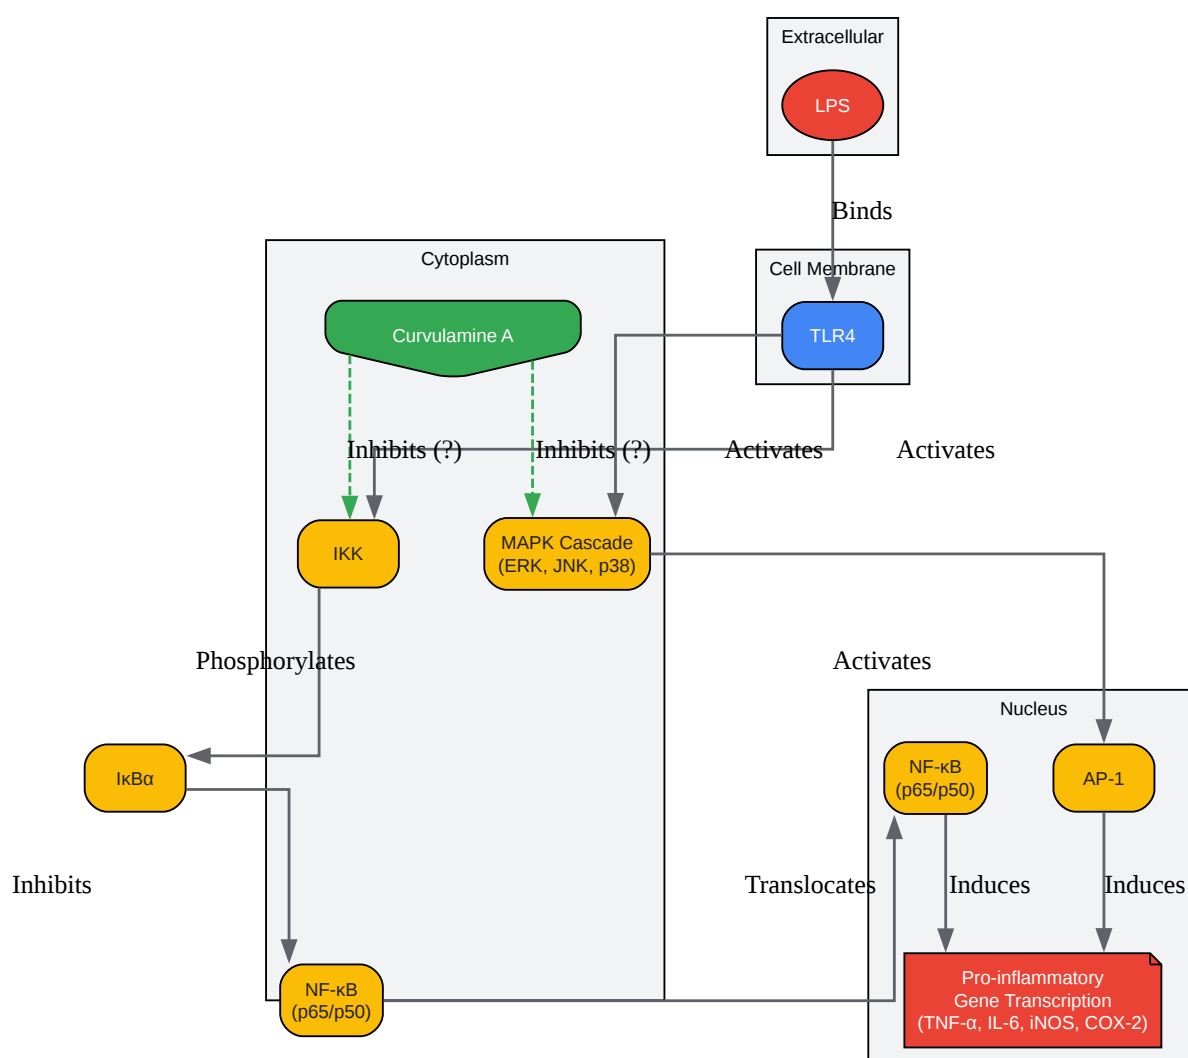 Extracellular
LPS
Binds
Cytoplasm
Cell Membrane
Curvulamine A
TLR4
Inhibits (?)
Inhibits (?)
Activates
Activates
IKK
MAPK Cascade
(ERK, JNK, p38)
Phosphorylates
Activates
Nucleus
IκBα
NF-κB
(p65/p50)
AP-1
Inhibits
Translocates
Induces
Induces
NF-κB
(p65/p50)
Pro-inflammatory
Gene Transcription
(TNF-α, IL-6, iNOS, COX-2)